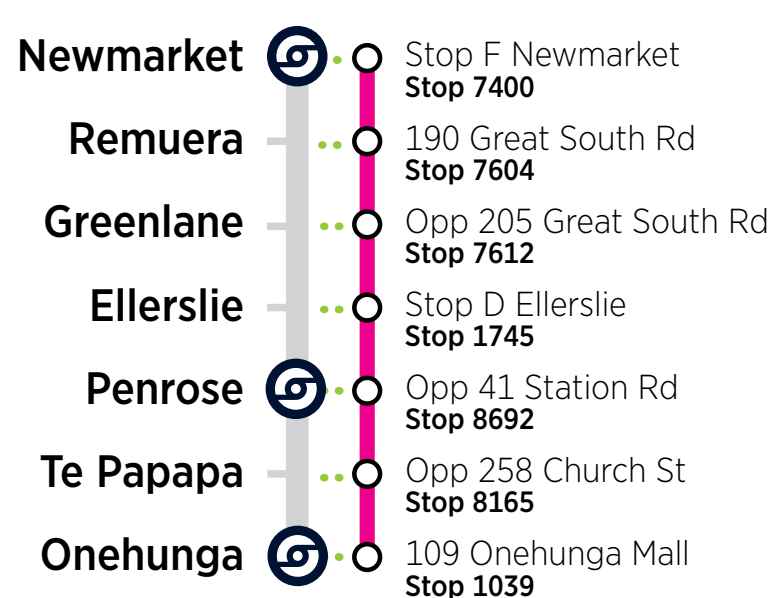 Newmarket
Stop F Newmarket
Stop 7400
Remuera
190 Great South Rd
Stop 7604
Greenlane
Opp 205 Great South Rd
Stop 7612
Ellerslie
Stop D Ellerslie
Stop 1745
Penrose
Opp 41 Station Rd
Stop 8692
Te Papapa
Opp 258 Church St
Stop 8165
Onehunga
109 Onehunga Mall
Stop 1039